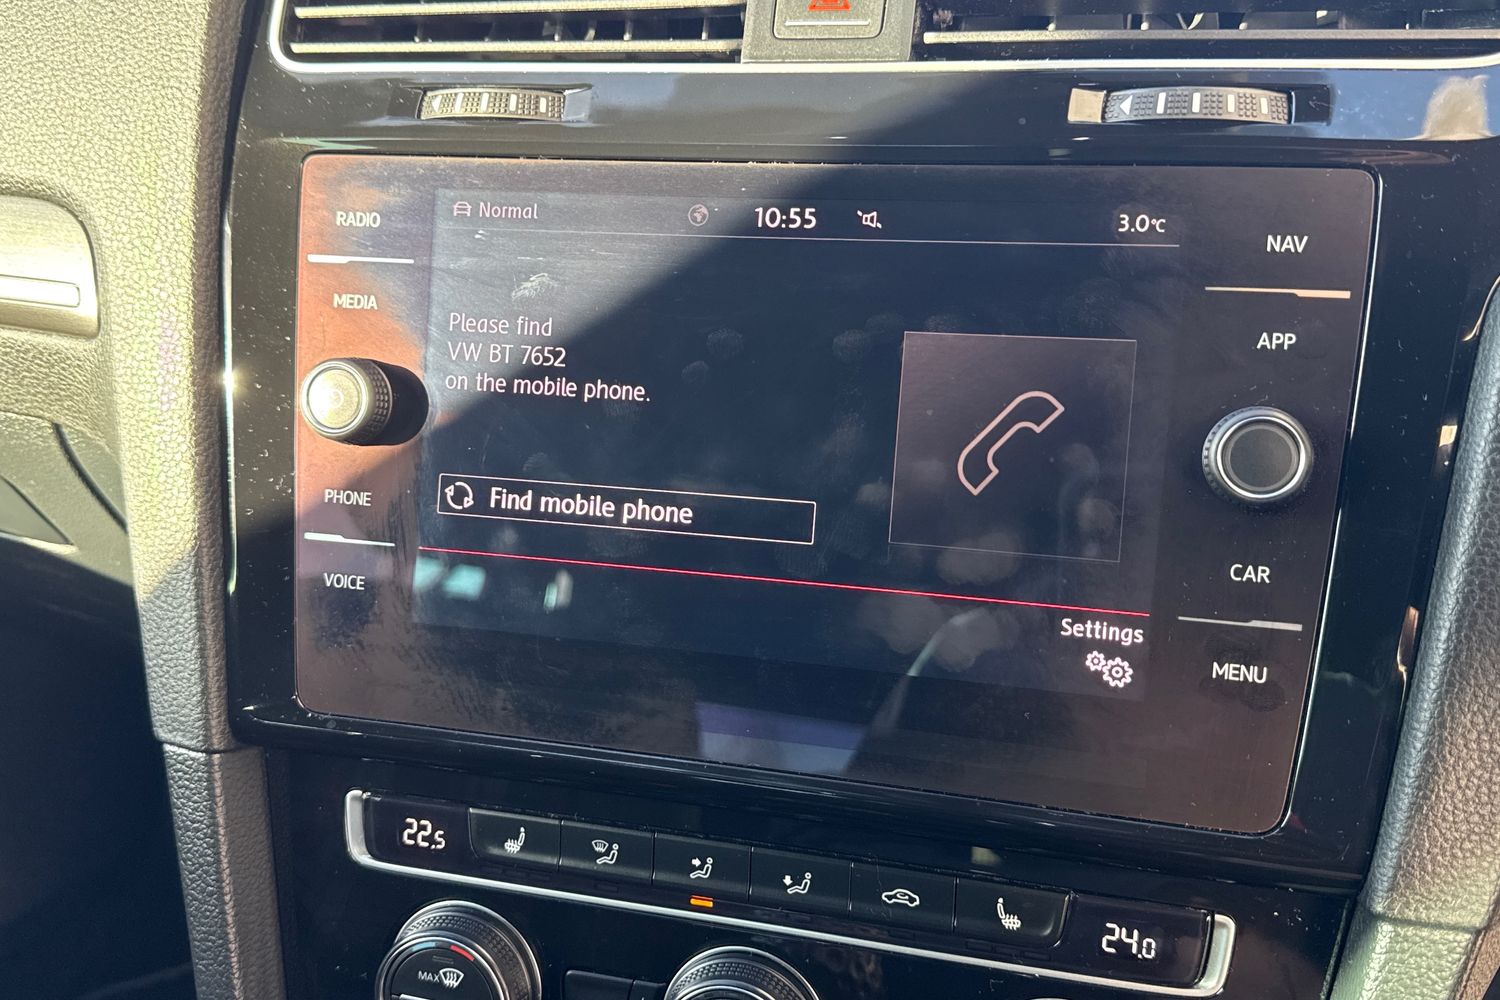 RADIO
MEDIA
PHONE
VOICE
Normal
10:55
3.0°C
Please find
VW BT 7652
on the mobile phone.
Find mobile phone
Settings
NAV
APP
CAR
MENU
22.5
24.0
MAX